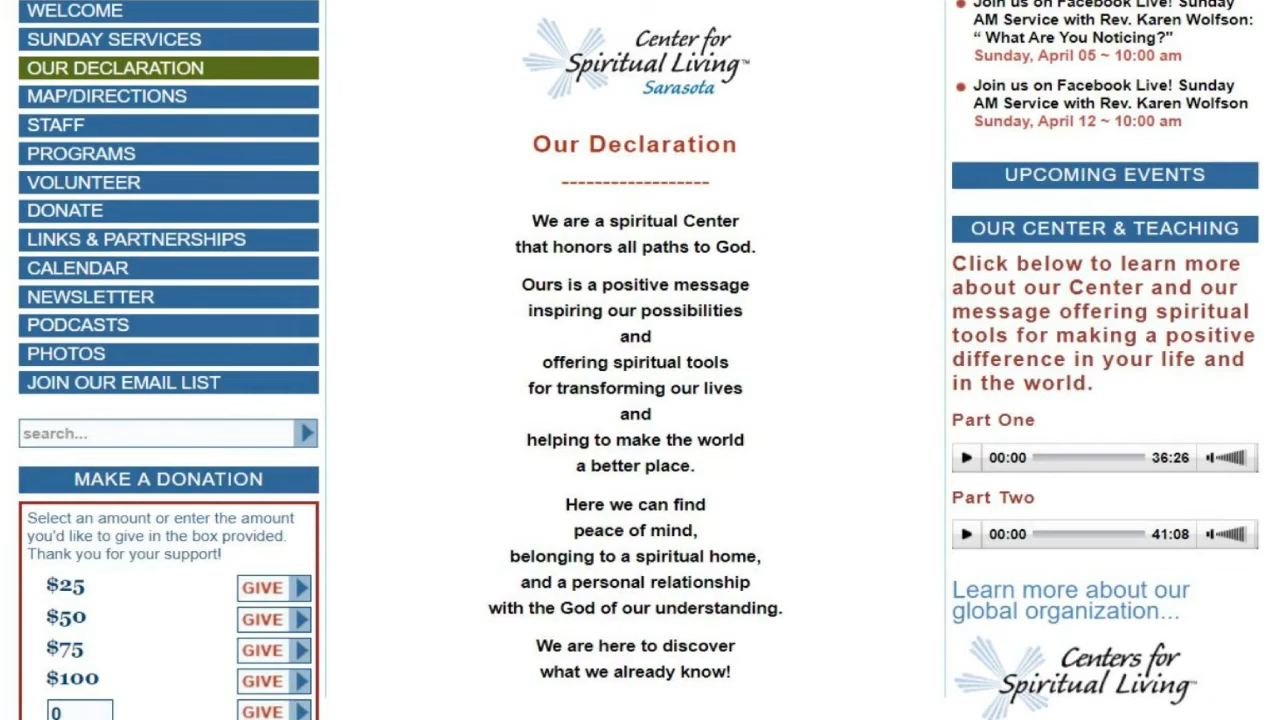 WELCOME
SUNDAY SERVICES
OUR DECLARATION
MAP/DIRECTIONS
STAFF
PROGRAMS
VOLUNTEER
DONATE
LINKS & PARTNERSHIPS
CALENDAR
NEWSLETTER
PODCASTS
PHOTOS
JOIN OUR EMAIL LIST
search...
MAKE A DONATION
Select an amount or enter the amount
you'd like to give in the box provided.
Thank you for your support!
$25 GIVE
$50 GIVE
$75 GIVE
$100 GIVE
0 GIVE
Center for
Spiritual Living™
Sarasota
Our Declaration
------------------
We are a spiritual Center
that honors all paths to God.
Ours is a positive message
inspiring our possibilities
and
offering spiritual tools
for transforming our lives
and
helping to make the world
a better place.
Here we can find
peace of mind,
belonging to a spiritual home,
and a personal relationship
with the God of our understanding.
We are here to discover
what we already know!
Join us on Facebook Live! Sunday
AM Service with Rev. Karen Wolfson:
“ What Are You Noticing?"
Sunday, April 05 ~ 10:00 am
Join us on Facebook Live! Sunday
AM Service with Rev. Karen Wolfson
Sunday, April 12 ~ 10:00 am
UPCOMING EVENTS
OUR CENTER & TEACHING
Click below to learn more
about our Center and our
message offering spiritual
tools for making a positive
difference in your life and
in the world.
Part One
00:00 36:26
Part Two
00:00 41:08
Learn more about our
global organization...
Centers for
Spiritual Living™